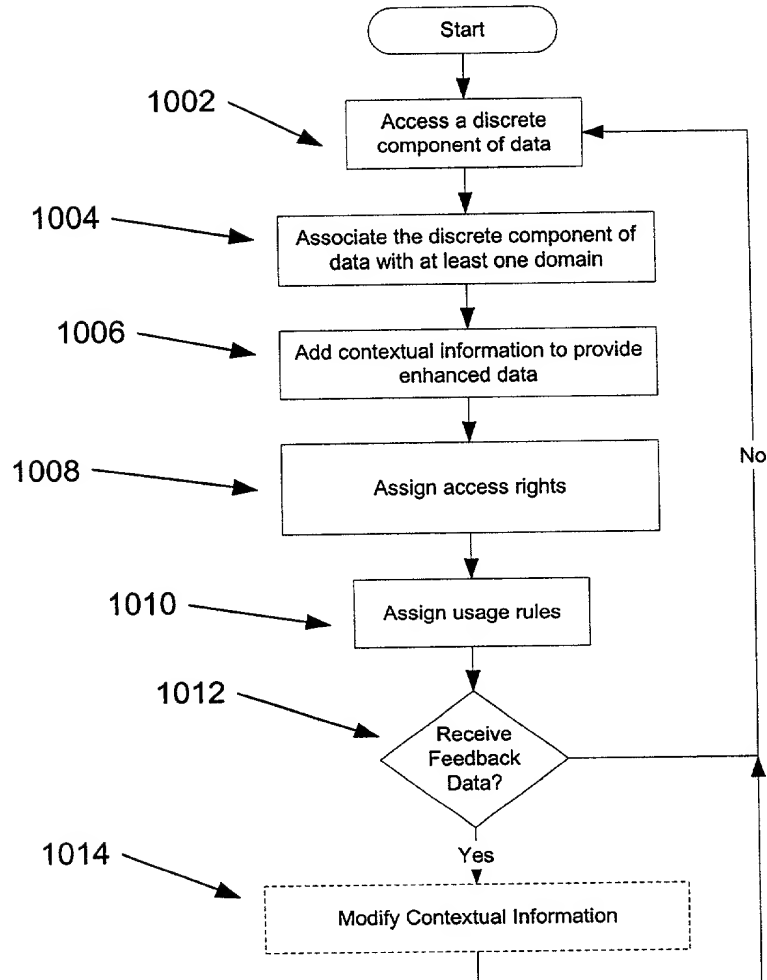 Start
1002
Access a discrete
component of data
1004
Associate the discrete component of
data with at least one domain
1006
Add contextual information to provide
enhanced data
No
1008
Assign access rights
1010
Assign usage rules
1012
Receive
Feedback
Data?
Yes
1014
Modify Contextual Information